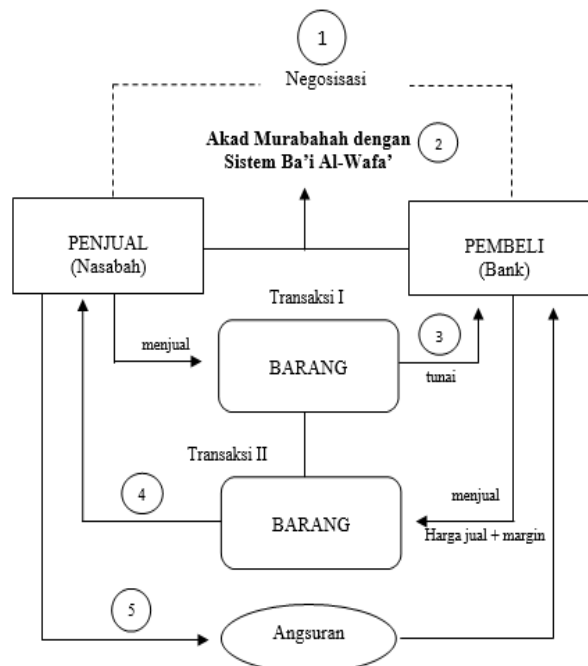 1
Negosisasi
Akad Murabahah dengan
Sistem Ba'i Al-Wafa'
2
PENJUAL
(Nasabah)
PEMBELI
(Bank)
Transaksi I
menjual
BARANG
3
tunai
Transaksi II
4
BARANG
menjual
Harga jual + margin
5
Angsuran